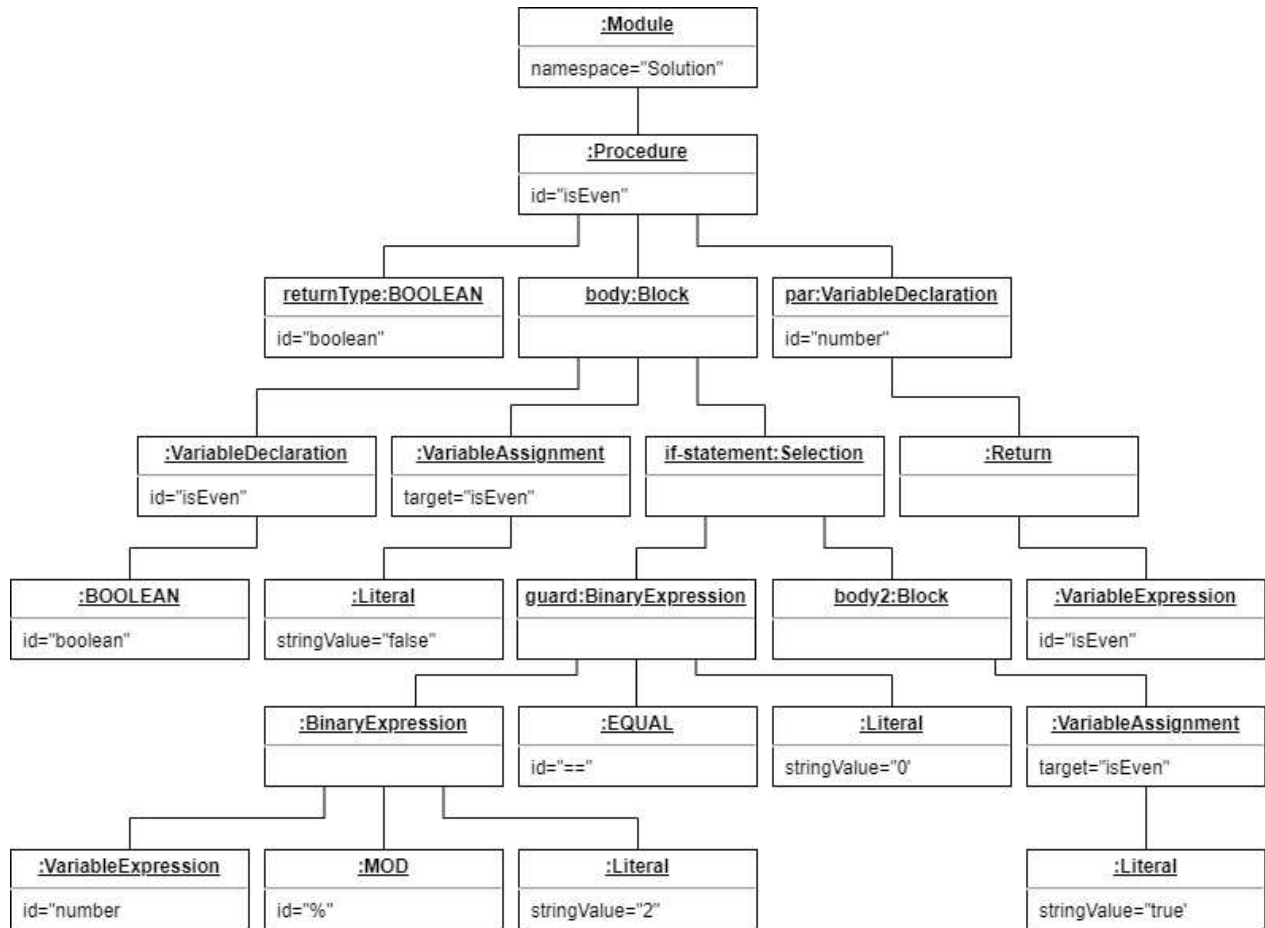 :Module
namespace="Solution"
:Procedure
id="isEven"
returnType:BOOLEAN
id="boolean"
body:Block
par:VariableDeclaration
id="number"
:VariableDeclaration
id="isEven"
:VariableAssignment
target="isEven"
if-statement:Selection
:Return
:BOOLEAN
id="boolean"
:Literal
stringValue="false"
guard:BinaryExpression
body2:Block
:VariableExpression
id="isEven"
:BinaryExpression
:EQUAL
id="=="
:Literal
stringValue="0'
:VariableAssignment
target="isEven"
:VariableExpression
id="number
:MOD
id="%"
:Literal
stringValue="2"
:Literal
stringValue="true'